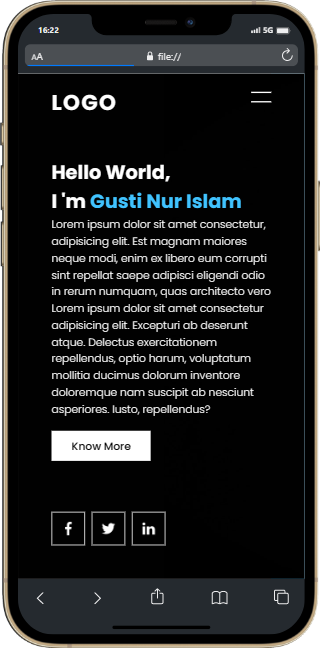 16:22
5G
AA
file://
LOGO
Hello World,
I 'm Gusti Nur Islam
Lorem ipsum dolor sit amet consectetur,
adipisicing elit. Est magnam maiores
neque modi, enim ex libero eum corrupti
sint repellat saepe adipisci eligendi odio
in rerum numquam, quas architecto vero
Lorem ipsum dolor sit amet consectetur
adipisicing elit. Excepturi ab deserunt
atque. Delectus exercitationem
repellendus, optio harum, voluptatum
mollitia ducimus dolorum inventore
doloremque nam suscipit ab nesciunt
asperiores. Iusto, repellendus?
Know More